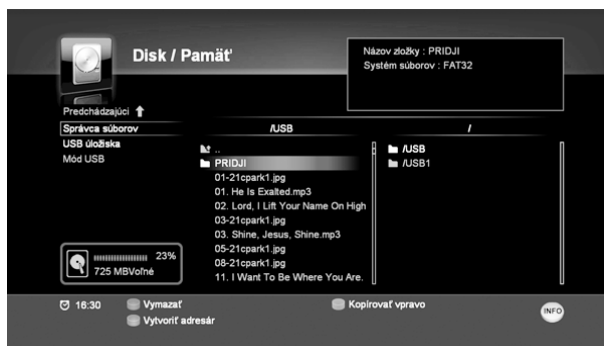 Disk / Pamäť
Názov zložky : PRIDJI
Systém súborov : FAT32
Predchádzajúci
Správca súborov
/USB
/
USB úložiska
Mód USB
..
PRIDJI
01-21cpark1.jpg
01. He Is Exalted.mp3
02. Lord, I Lift Your Name On High
03-21cpark1.jpg
03. Shine, Jesus, Shine.mp3
05-21cpark1.jpg
08-21cpark1.jpg
11. I Want To Be Where You Are.
/USB
/USB1
23%
725 MBVoľné
16:30
Vymazať
Kopírovať vpravo
Vytvoriť adresár
INFO